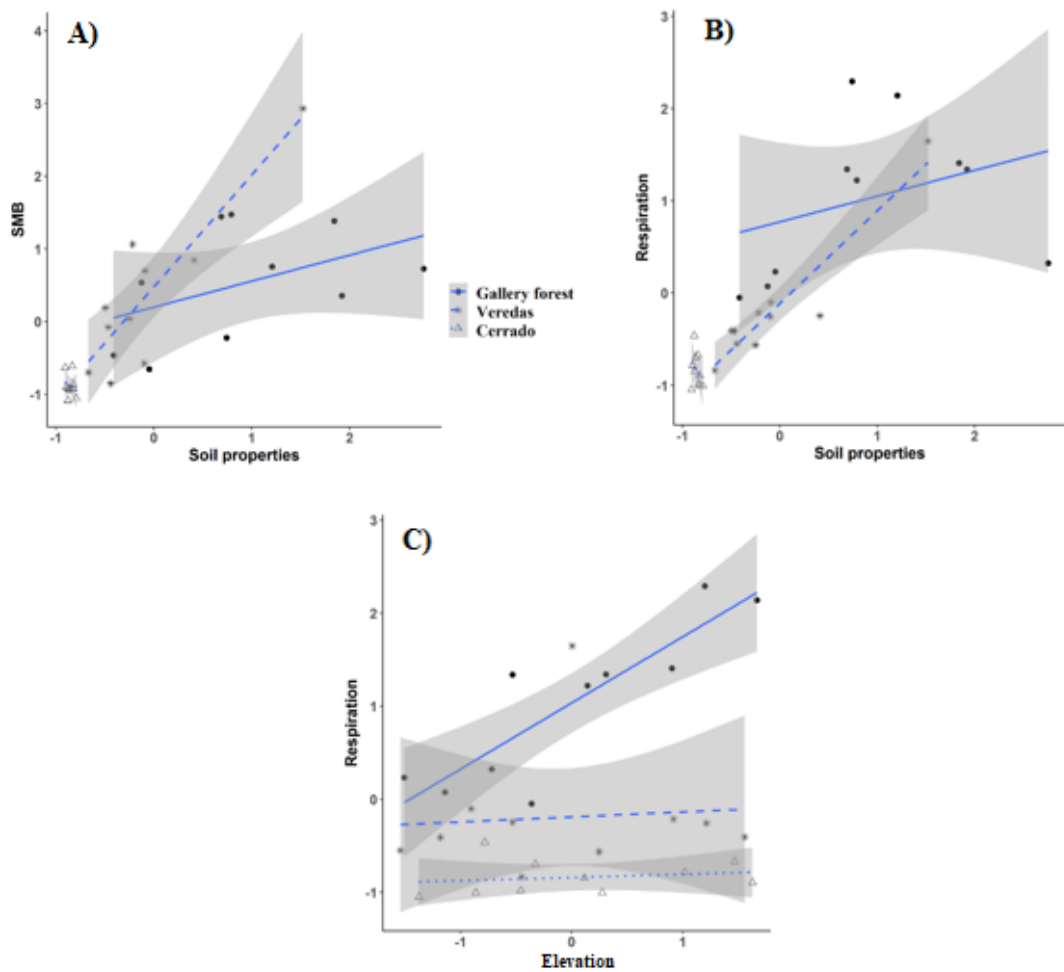 A)
4
3
2
1
0
-1
SMB
-1
0
1
2
Soil properties
Gallery forest
Veredas
Cerrado
B)
3
2
1
0
-1
Respiration
-1
0
1
2
Soil properties
C)
3
2
1
0
-1
Respiration
-1
0
1
Elevation